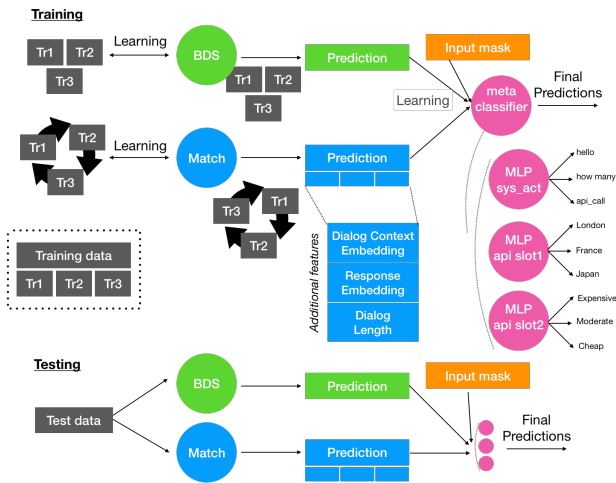 Training
Tr1
Tr2
Tr3
Learning
BDS
Tr1
Tr2
Tr3
Prediction
Input mask
Learning
meta
classifier
Final
Predictions
Tr1
Tr2
Tr3
Learning
Match
Tr3
Tr1
Tr2
Prediction
Additional features
Dialog Context
Embedding
Response
Embedding
Dialog
Length
MLP
sys_act
hello
how many
api_call
MLP
api slot1
London
France
Japan
MLP
api slot2
Expensive
Moderate
Cheap
Training data
Tr1
Tr2
Tr3
Testing
Test data
BDS
Prediction
Input mask
Match
Prediction
Final
Predictions